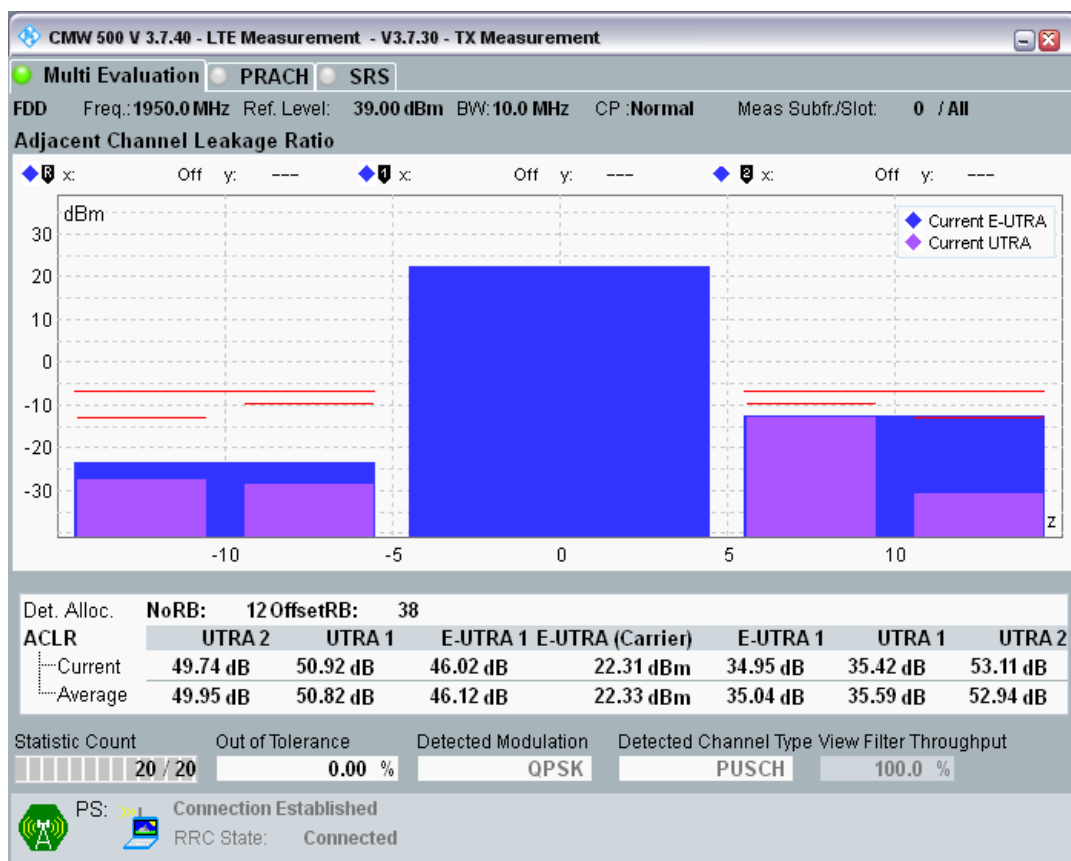 CMW 500 V 3.7.40 - LTE Measurement - V3.7.30 - TX Measurement
Multi Evaluation PRACH SRS
FDD Freq.: 1950.0 MHz Ref. Level: 39.00 dBm BW: 10.0 MHz CP :Normal Meas Subfr./Slot: 0 / All
Adjacent Channel Leakage Ratio
R x: Off y: --- 1 x: Off y: --- 2 x: Off y: ---
dBm
Current E-UTRA
Current UTRA
30
20
10
0
-10
-20
-30
z
-10 -5 0 5 10
Det. Alloc. NoRB: 12 OffsetRB: 38
ACLR UTRA 2 UTRA 1 E-UTRA 1 E-UTRA (Carrier) E-UTRA 1 UTRA 1 UTRA 2
Current 49.74 dB 50.92 dB 46.02 dB 22.31 dBm 34.95 dB 35.42 dB 53.11 dB
Average 49.95 dB 50.82 dB 46.12 dB 22.33 dBm 35.04 dB 35.59 dB 52.94 dB
Statistic Count Out of Tolerance Detected Modulation Detected Channel Type View Filter Throughput
20 / 20 0.00 % QPSK PUSCH 100.0 %
PS: Connection Established
RRC State: Connected